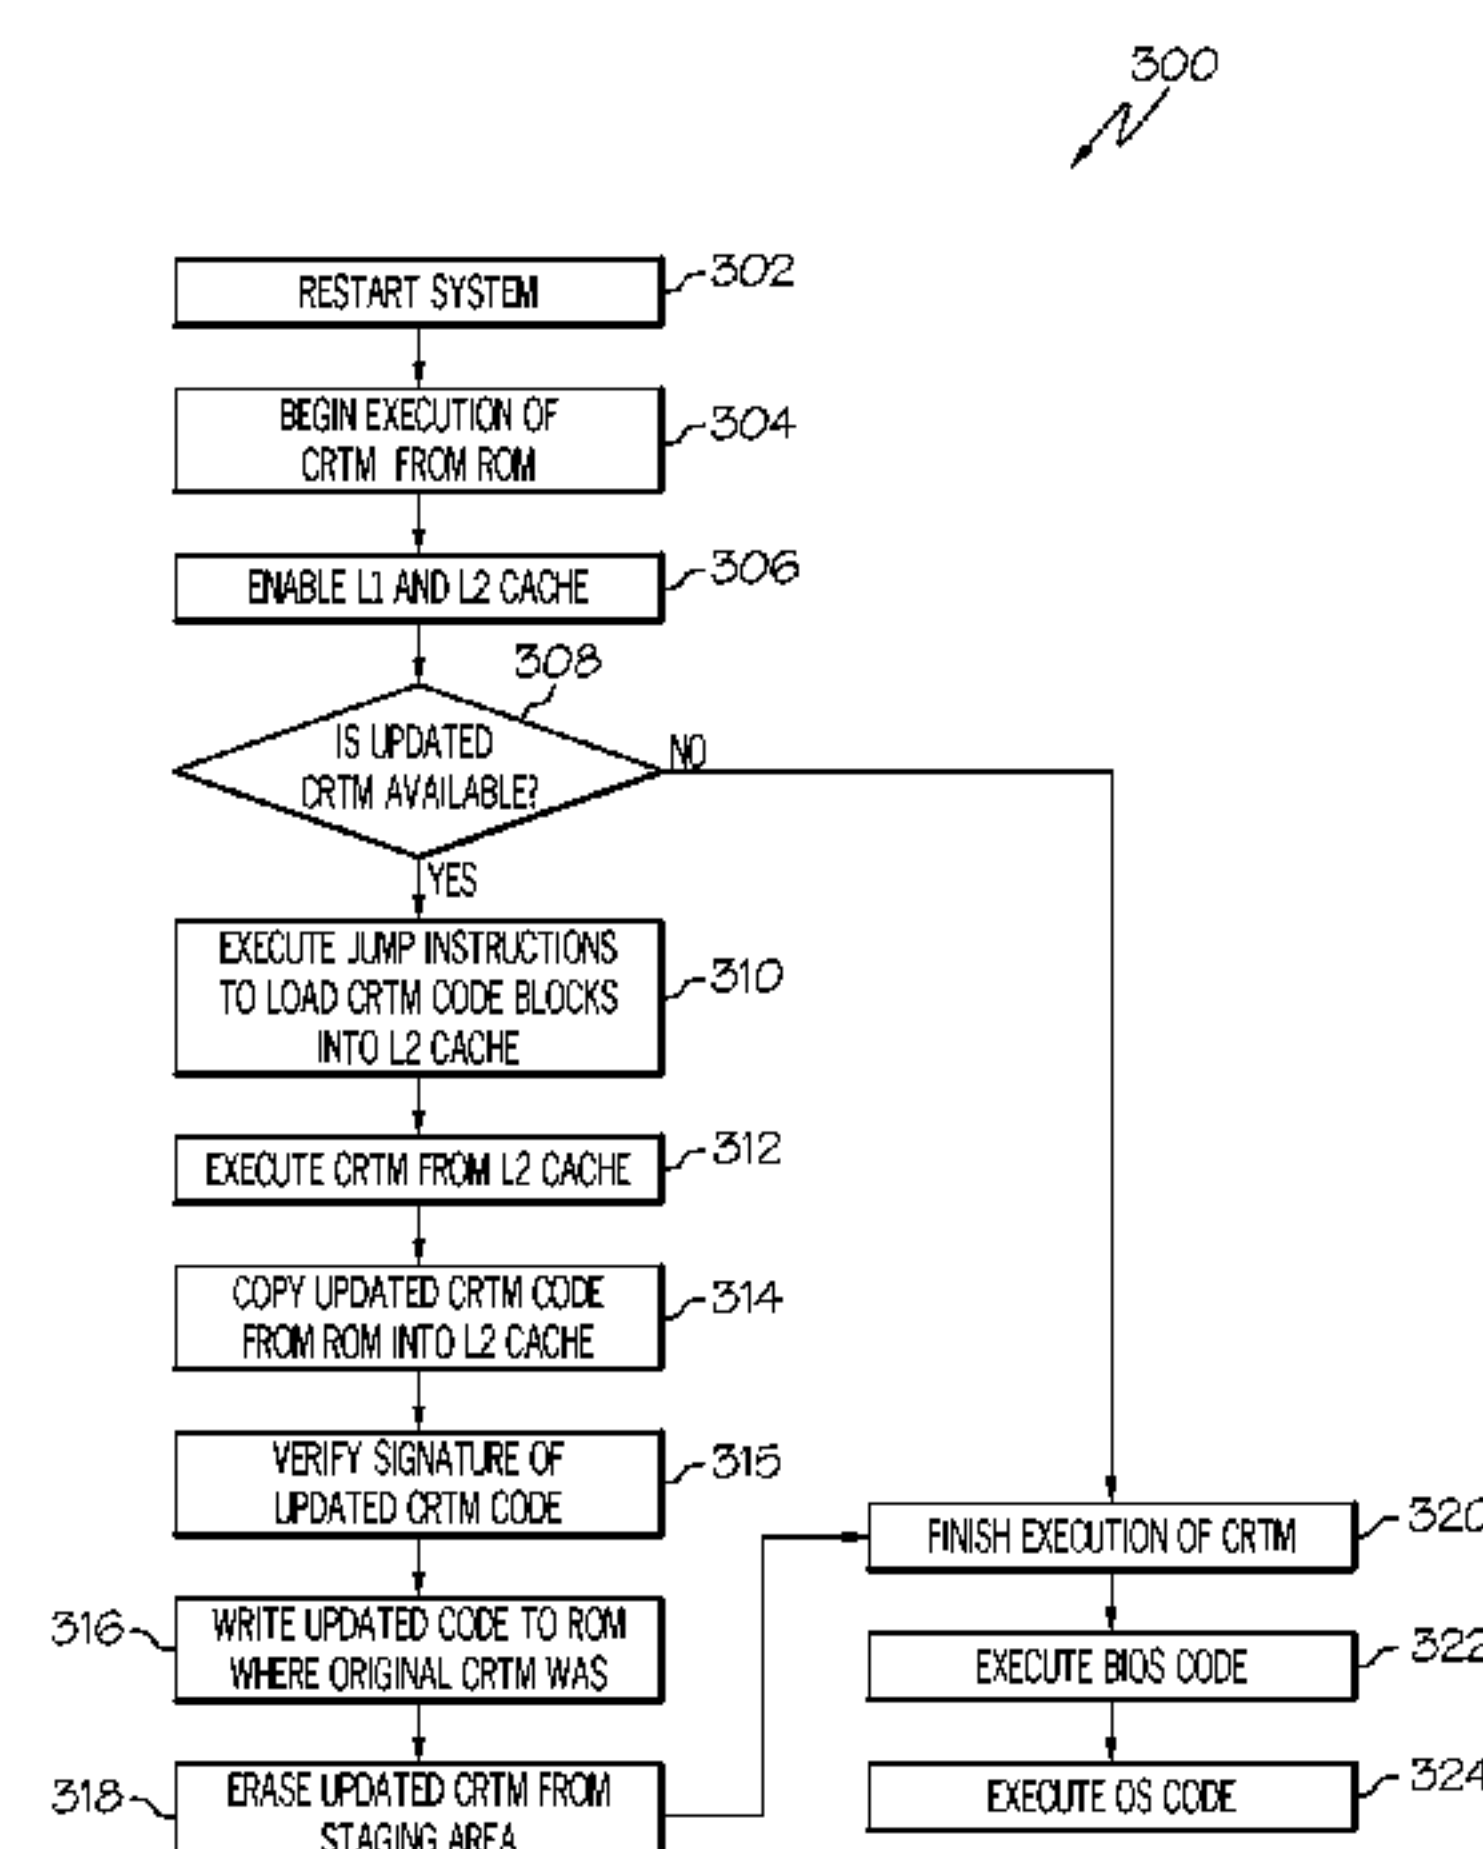 300
RESTART SYSTEM
302
BEGIN EXECUTION OF
CRTM FROM ROM
304
ENABLE L1 AND L2 CACHE
306
308
IS UPDATED
CRTM AVAILABLE?
NO
YES
EXECUTE JUMP INSTRUCTIONS
TO LOAD CRTM CODE BLOCKS
INTO L2 CACHE
310
EXECUTE CRTM FROM L2 CACHE
312
COPY UPDATED CRTM CODE
FROM ROM INTO L2 CACHE
314
VERIFY SIGNATURE OF
UPDATED CRTM CODE
315
316
WRITE UPDATED CODE TO ROM
WHERE ORIGINAL CRTM WAS
318
ERASE UPDATED CRTM FROM
STAGING AREA
FINISH EXECUTION OF CRTM
320
EXECUTE BIOS CODE
322
EXECUTE OS CODE
324